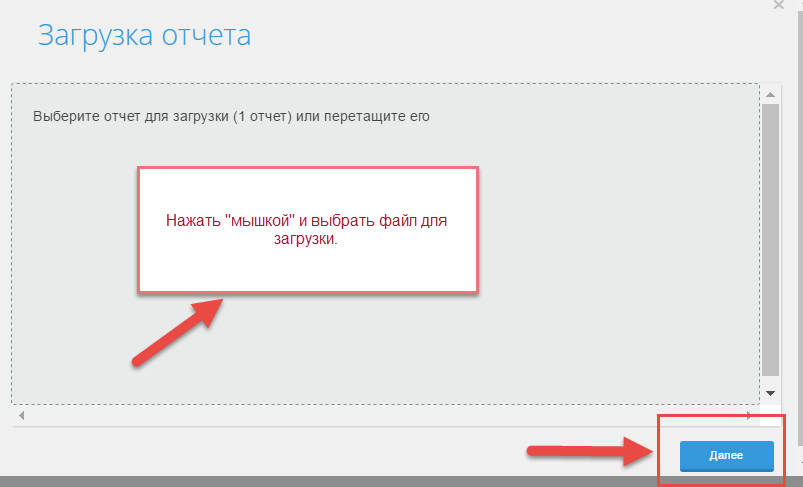 Загрузка отчета
Выберите отчет для загрузки (1 отчет) или перетащите его
Нажать "мышкой" и выбрать файл для
загрузки.
Далее